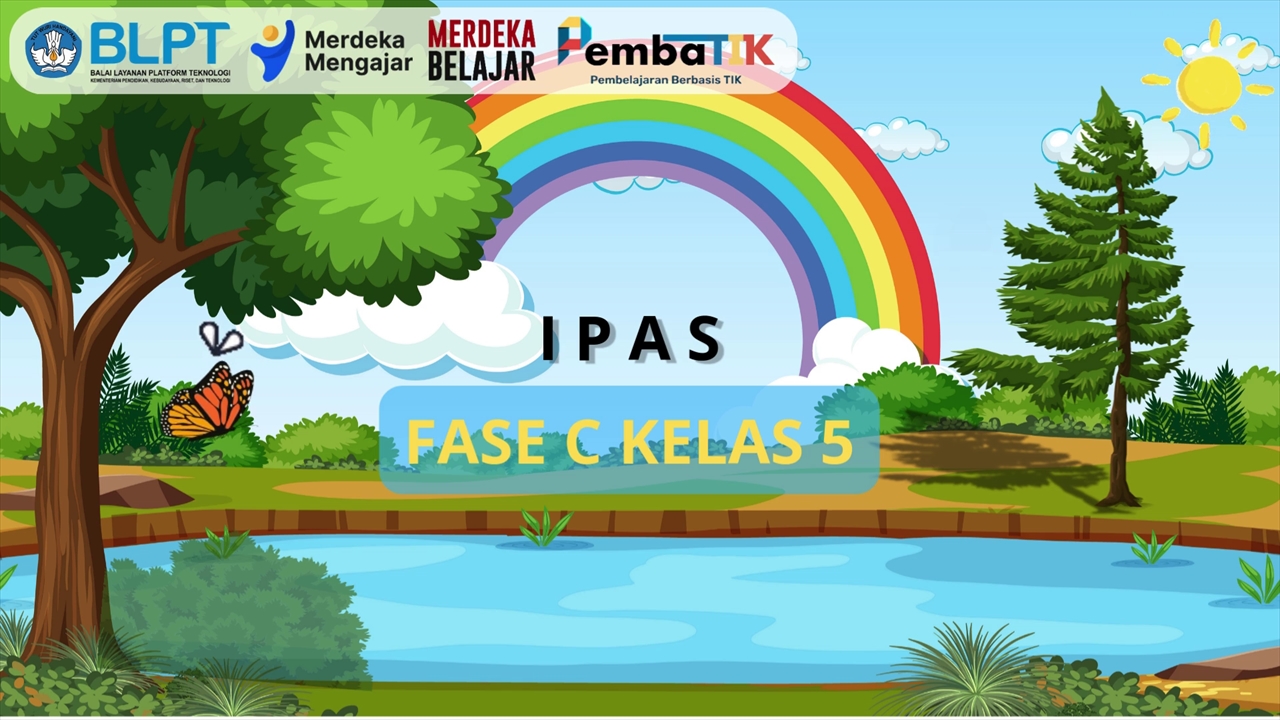 BLPT
BALAI LAYANAN PLATFORM TEKNOLOGI
KEMENTERIAN PENDIDIKAN, KEBUDAYAAN, RISET, DAN TEKNOLOGI
Merdeka
Mengajar
MERDEKA
BELAJAR
PembaTIK
Pembelajaran Berbasis TIK
IPAS
FASE C KELAS 5